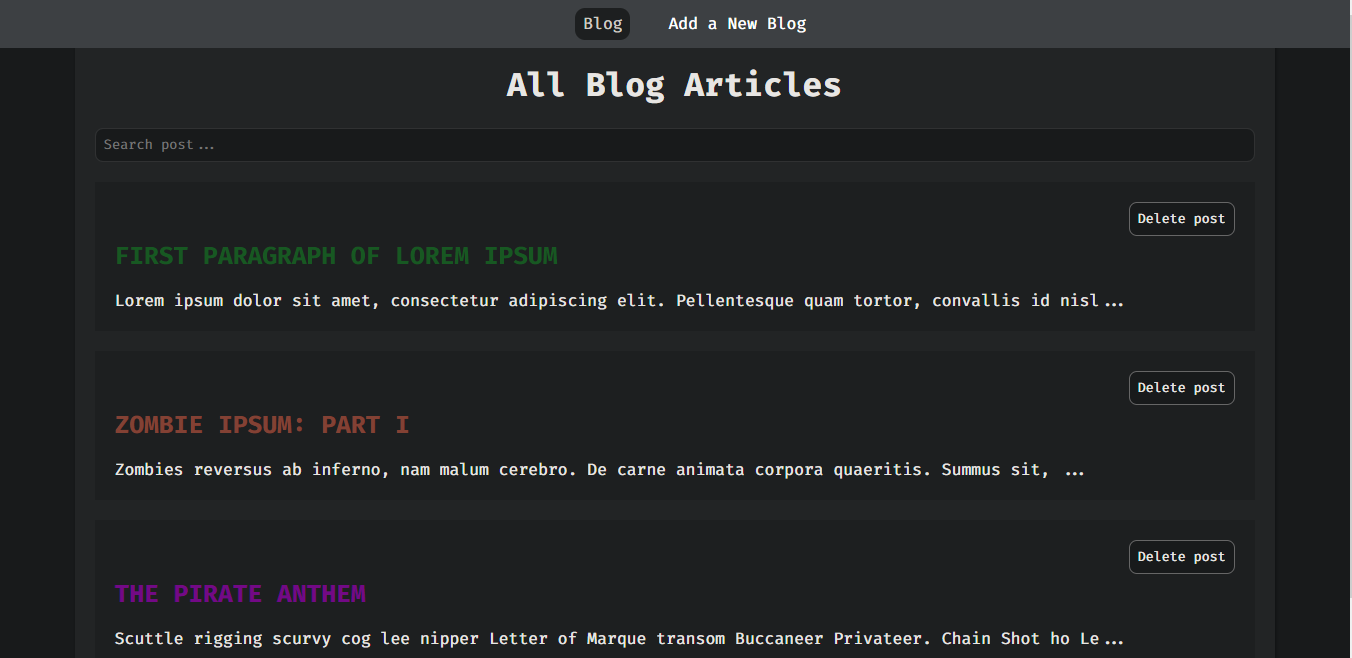 Blog
Add a New Blog
All Blog Articles
Search post...
Delete post
FIRST PARAGRAPH OF LOREM IPSUM
Lorem ipsum dolor sit amet, consectetur adipiscing elit. Pellentesque quam tortor, convallis id nisl...
Delete post
ZOMBIE IPSUM: PART I
Zombies reversus ab inferno, nam malum cerebro. De carne animata corpora quaeritis. Summus sit, ...
Delete post
THE PIRATE ANTHEM
Scuttle rigging scurvy cog lee nipper Letter of Marque transom Buccaneer Privateer. Chain Shot ho Le...